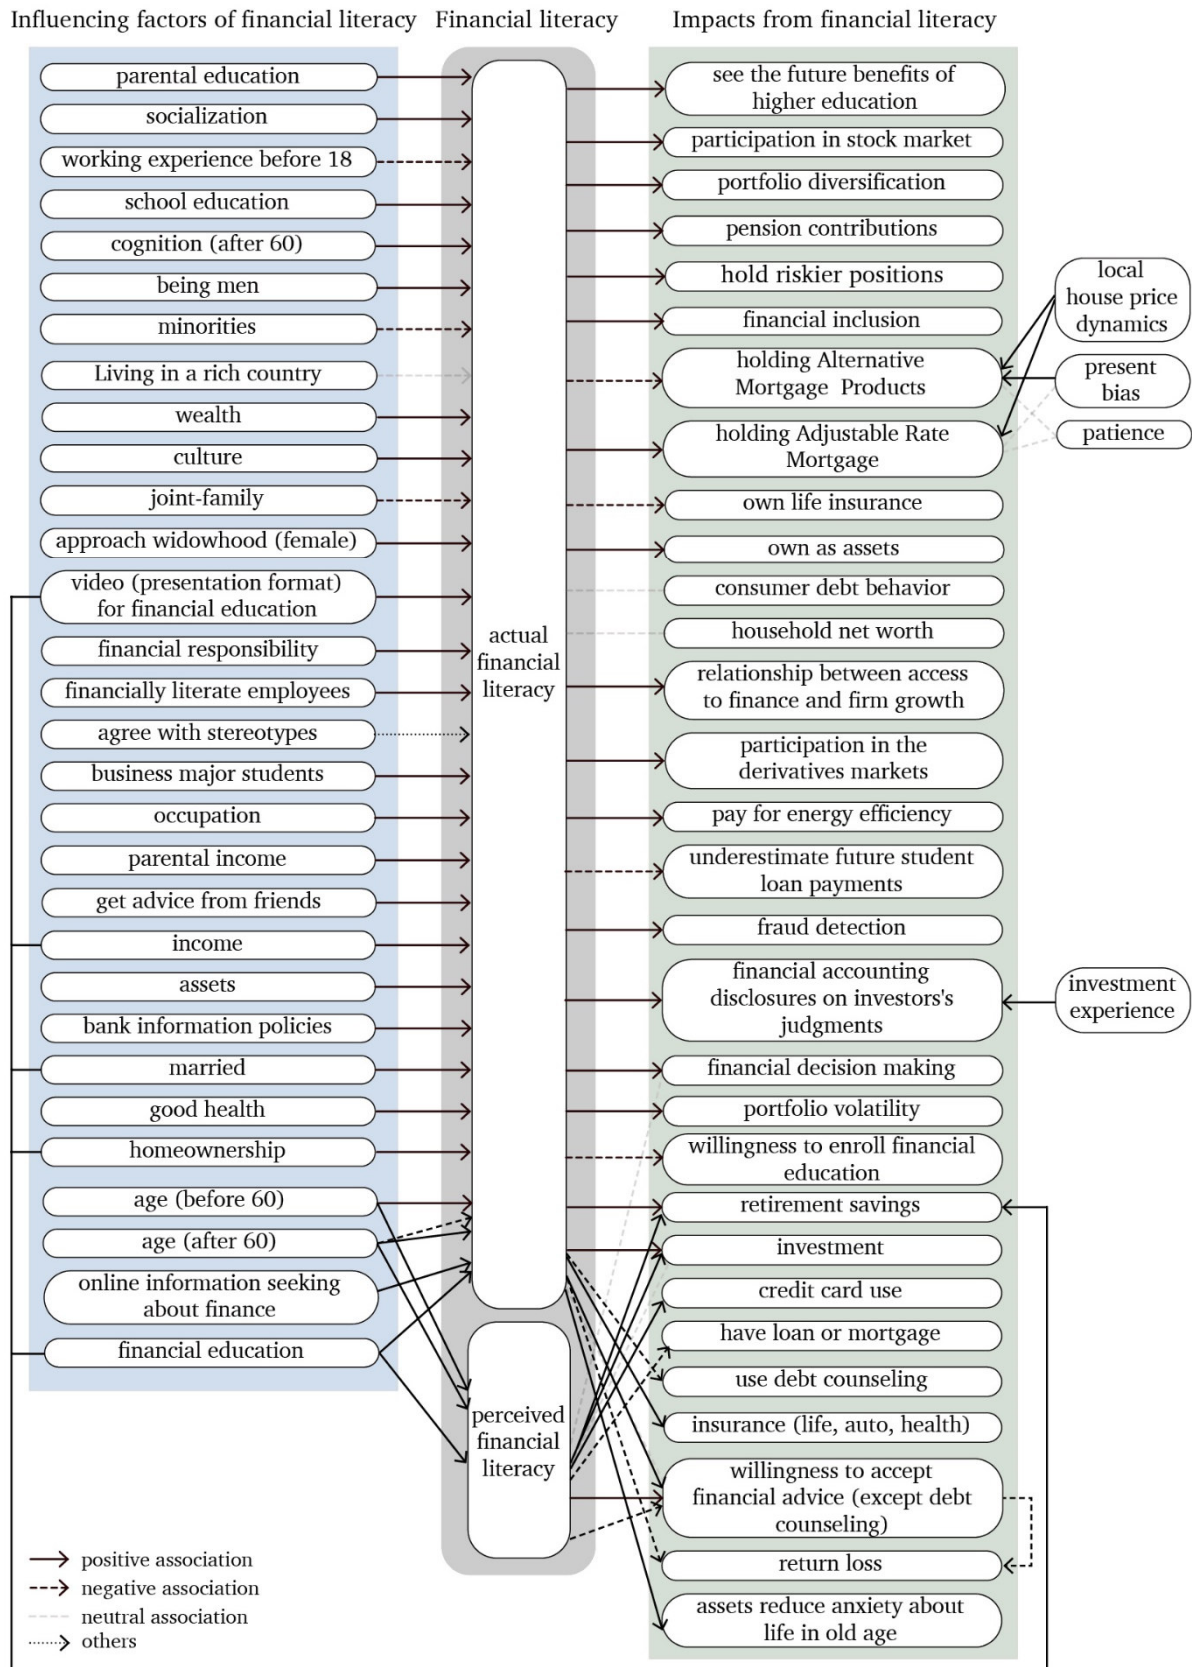 Influencing factors of financial literacy
Financial literacy
Impacts from financial literacy
parental education
socialization
working experience before 18
school education
cognition (after 60)
being men
minorities
Living in a rich country
wealth
culture
joint-family
approach widowhood (female)
video (presentation format)
for financial education
financial responsibility
financially literate employees
agree with stereotypes
business major students
occupation
parental income
get advice from friends
income
assets
bank information policies
married
good health
homeownership
age (before 60)
age (after 60)
online information seeking
about finance
financial education
actual
financial
literacy
perceived
financial
literacy
see the future benefits of
higher education
participation in stock market
portfolio diversification
pension contributions
hold riskier positions
financial inclusion
holding Alternative
Mortgage Products
holding Adjustable Rate
Mortgage
own life insurance
own as assets
consumer debt behavior
household net worth
relationship between access
to finance and firm growth
participation in the
derivatives markets
pay for energy efficiency
underestimate future student
loan payments
fraud detection
financial accounting
disclosures on investors's
judgments
financial decision making
portfolio volatility
willingness to enroll financial
education
retirement savings
investment
credit card use
have loan or mortgage
use debt counseling
insurance (life, auto, health)
willingness to accept
financial advice (except debt
counseling)
return loss
assets reduce anxiety about
life in old age
local
house price
dynamics
present
bias
patience
investment
experience
positive association
negative association
neutral association
others